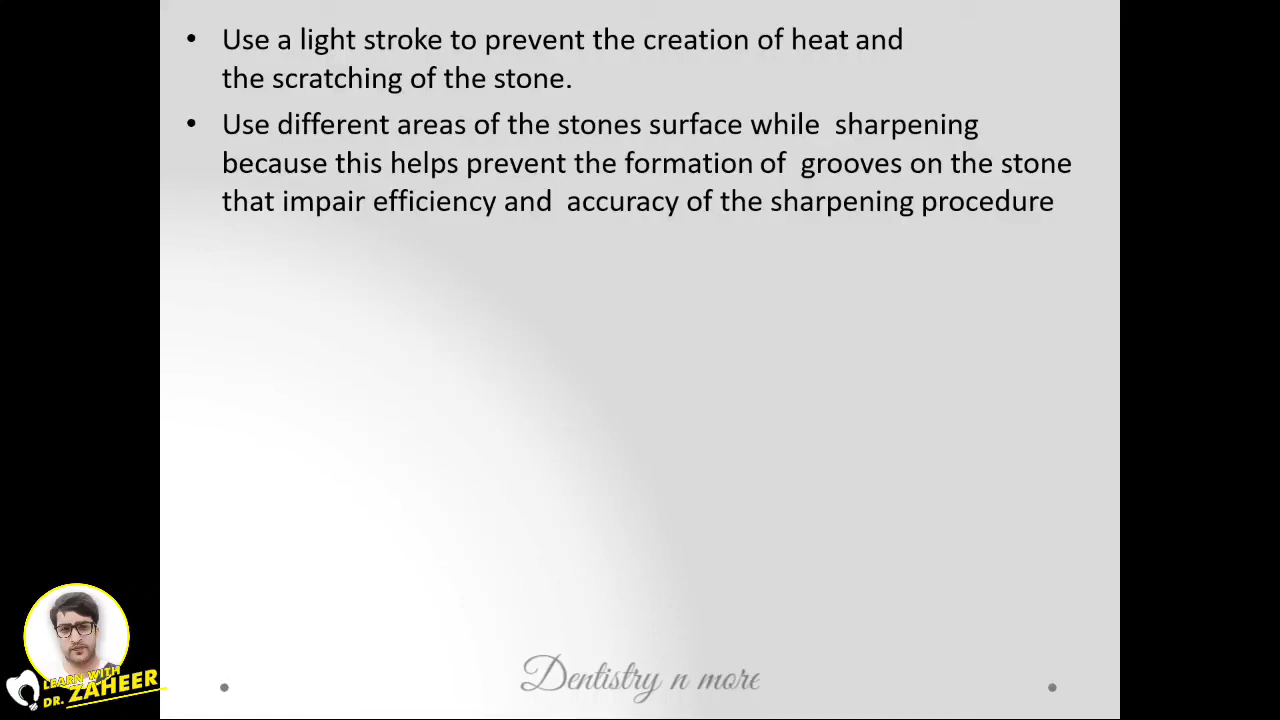 • Use a light stroke to prevent the creation of heat and
the scratching of the stone.
• Use different areas of the stones surface while sharpening
because this helps prevent the formation of grooves on the stone
that impair efficiency and accuracy of the sharpening procedure
LEARN WITH
DR. ZAHEER
Dentistry n more